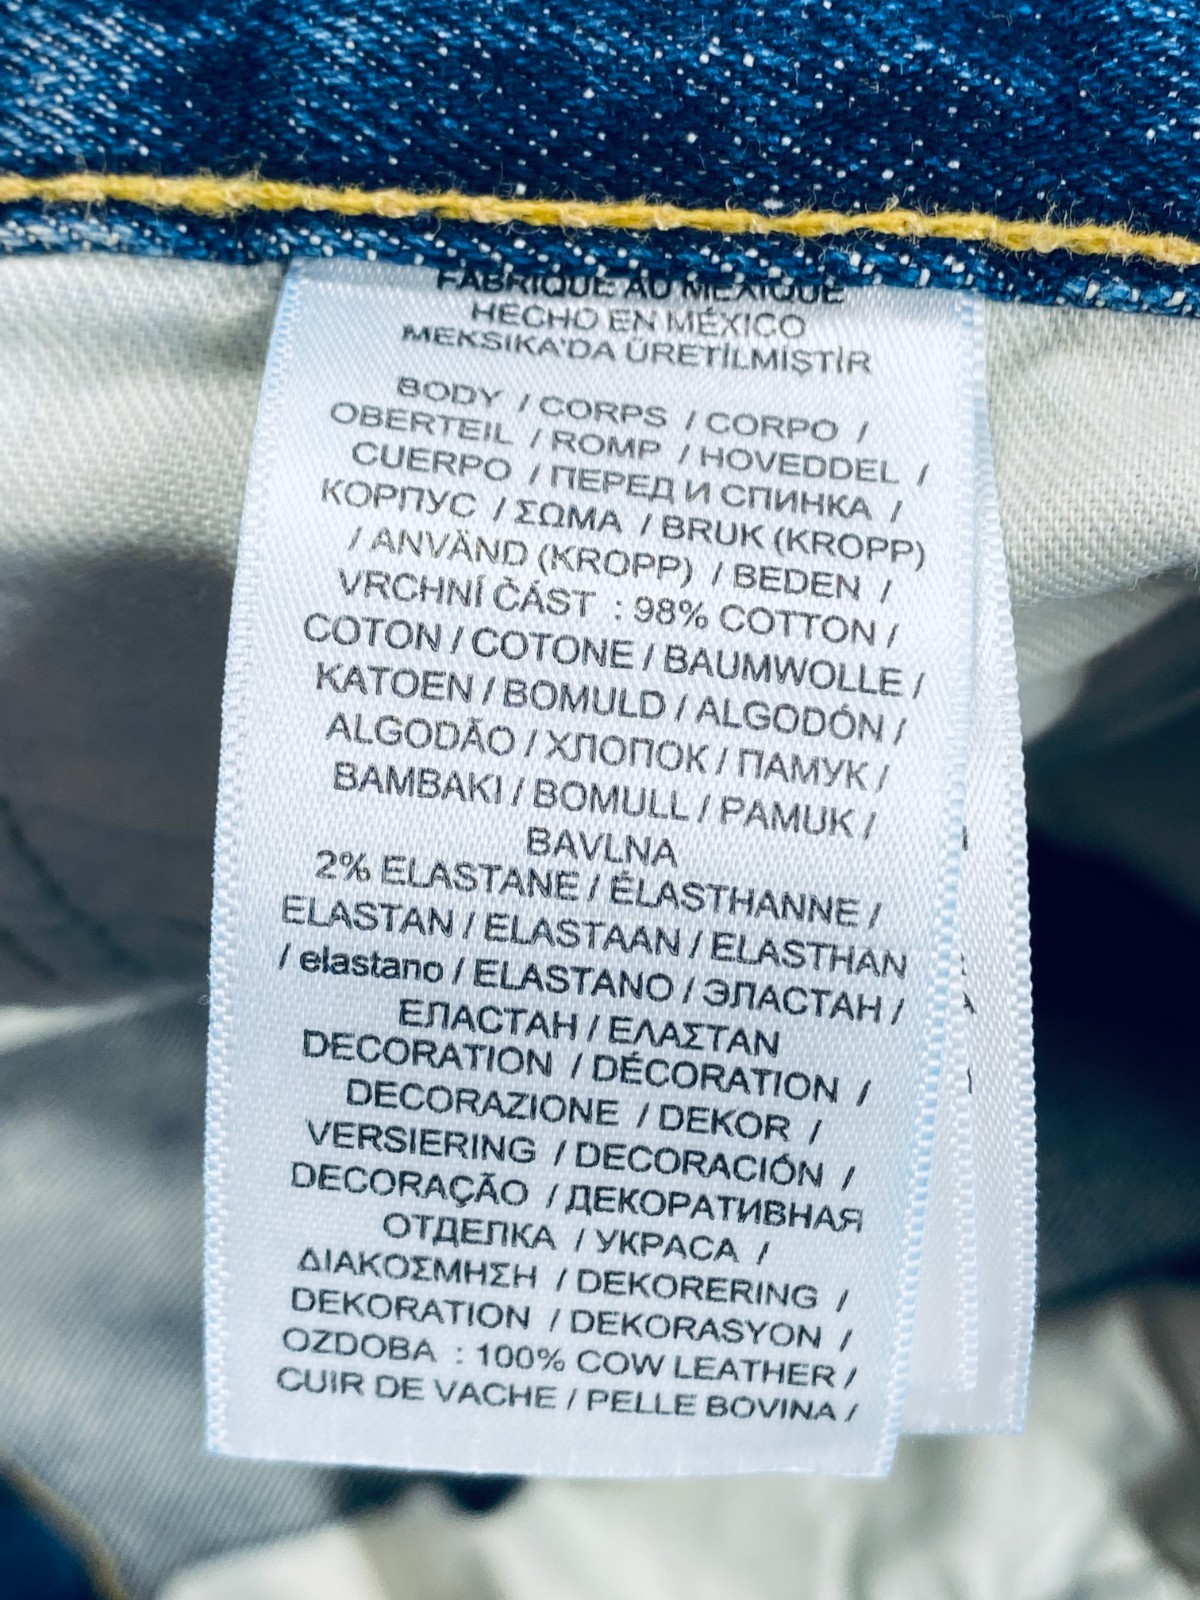 FABRIQUÉ AU MEXIQUE
HECHO EN MÉXICO
MEKSIKA'DA ÜRETİLMİŞTİR
BODY / CORPS / CORPO /
OBERTEIL / ROMP / HOVEDDEL /
CUERPO / ПЕРЕД И СПИНКА /
КОРПУС / ΣΩΜΑ / BRUK (KROPP)
/ ANVÄND (KROPP) / BEDEN /
VRCHNÍ ČÁST : 98% COTTON /
COTON / COTONE / BAUMWOLLE /
KATOEN / BOMULD / ALGODÓN /
ALGODÃO / ХЛОПОК / ПАМУК /
BAMBAKI / BOMULL / PAMUK /
BAVLNA
2% ELASTANE / ÉLASTHANNE /
ELASTAN / ELASTAAN / ELASTHAN
/ elastano / ELASTANO / ЭЛАСТАН /
ЕЛАСТАН / ΕΛΑΣΤΑΝ
DECORATION / DÉCORATION /
DECORAZIONE / DEKOR /
VERSIERING / DECORACIÓN /
DECORAÇÃO / ДЕКОРАТИВНАЯ
ОТДЕЛКА / УКРАСА /
ΔΙΑΚΟΣΜΗΣΗ / DEKORERING /
DEKORATION / DEKORASYON /
OZDOBA : 100% COW LEATHER /
CUIR DE VACHE / PELLE BOVINA /